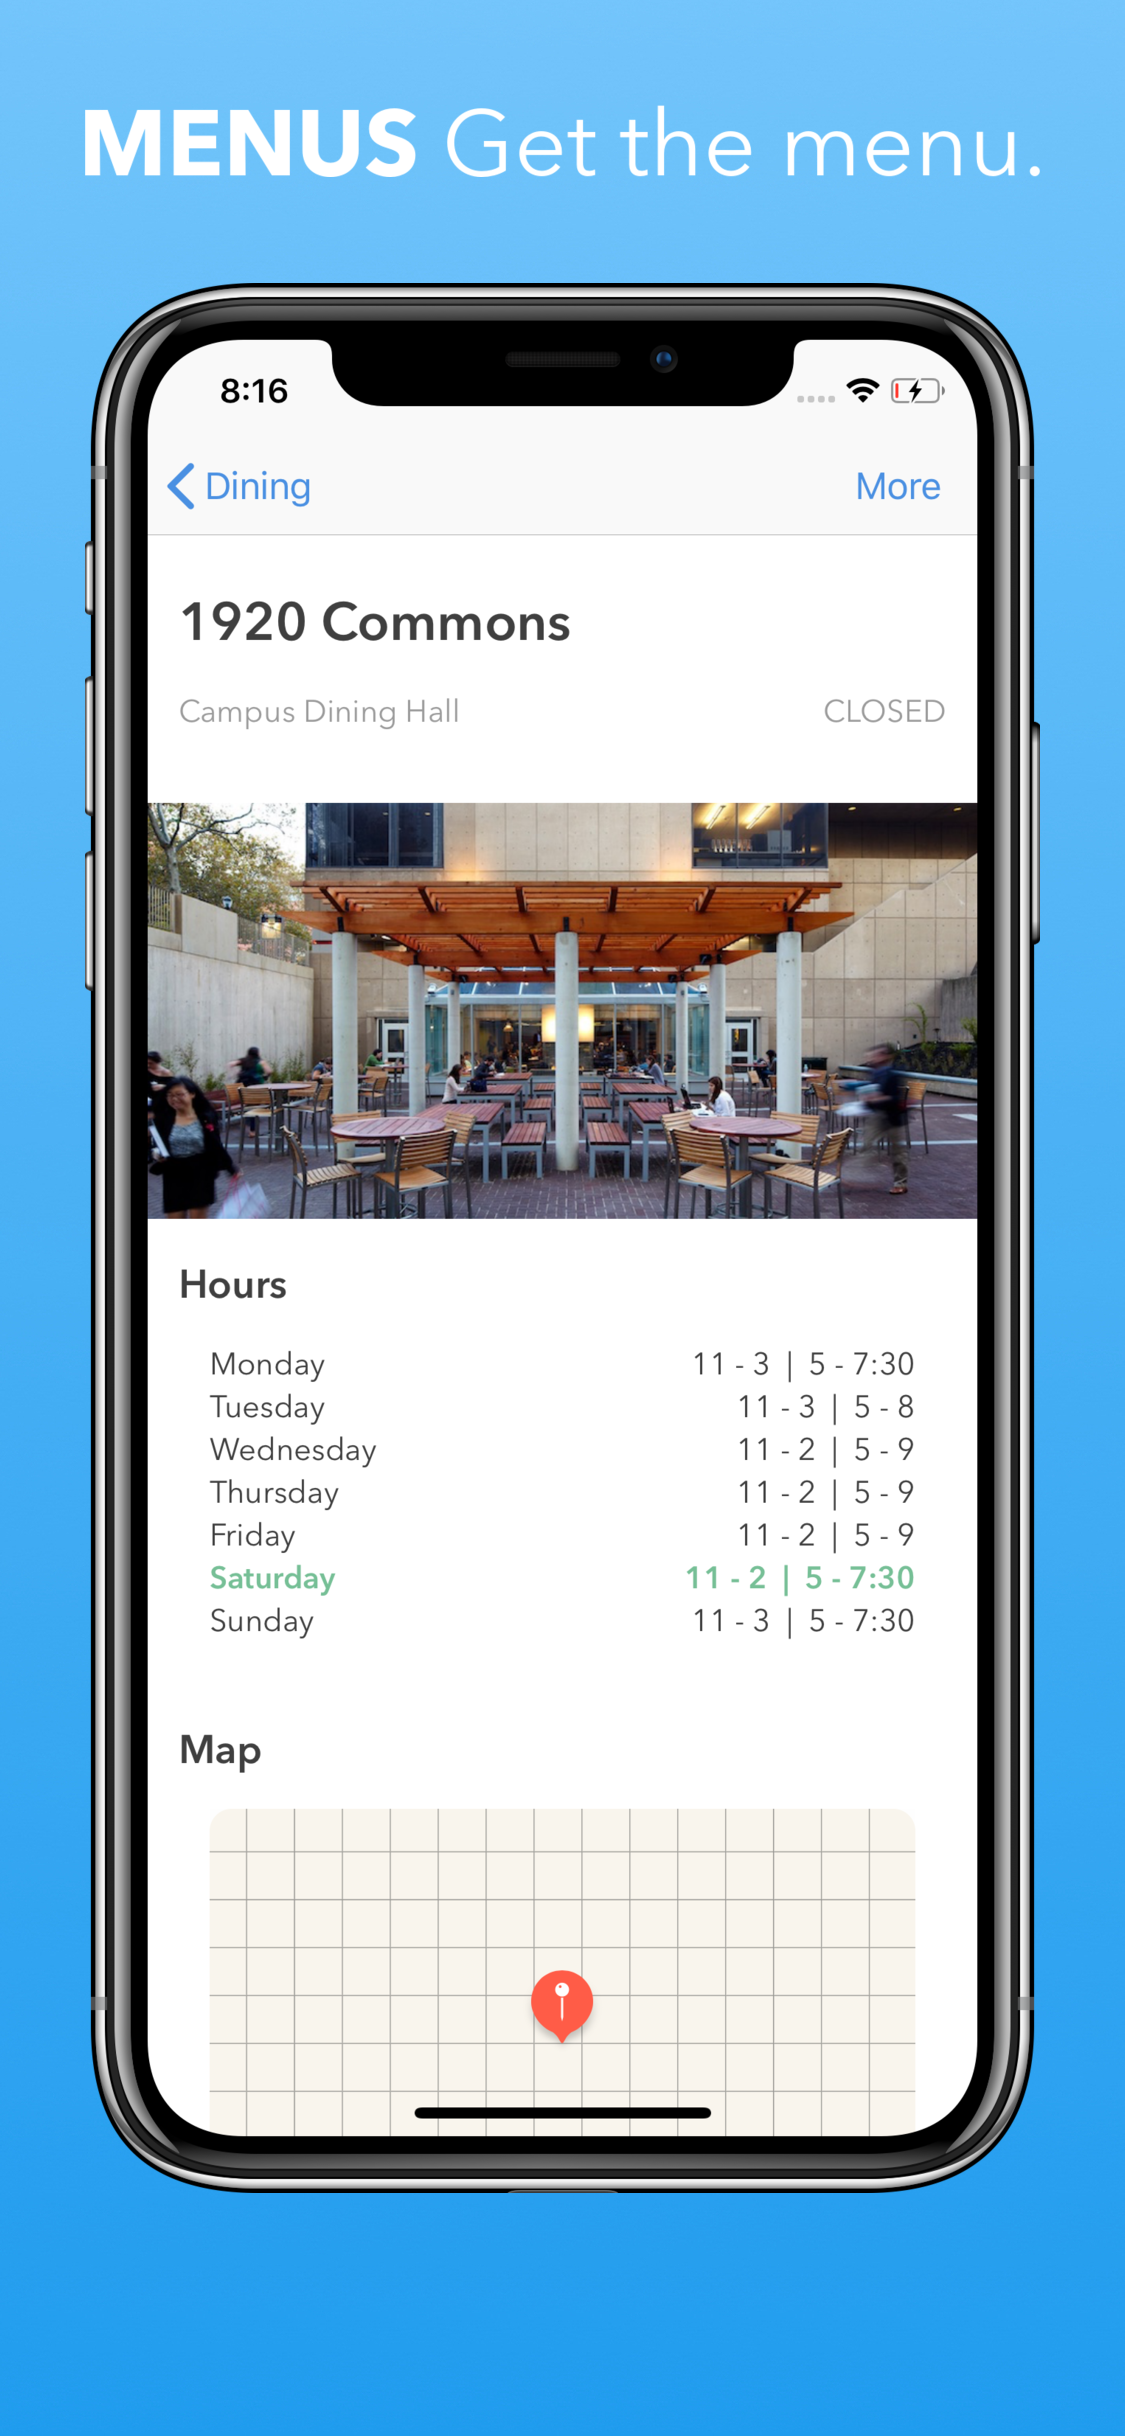 MENUS Get the menu.
8:16
Dining More
1920 Commons
Campus Dining Hall CLOSED
Hours
Monday 11 - 3 | 5 - 7:30
Tuesday 11 - 3 | 5 - 8
Wednesday 11 - 2 | 5 - 9
Thursday 11 - 2 | 5 - 9
Friday 11 - 2 | 5 - 9
Saturday 11 - 2 | 5 - 7:30
Sunday 11 - 3 | 5 - 7:30
Map